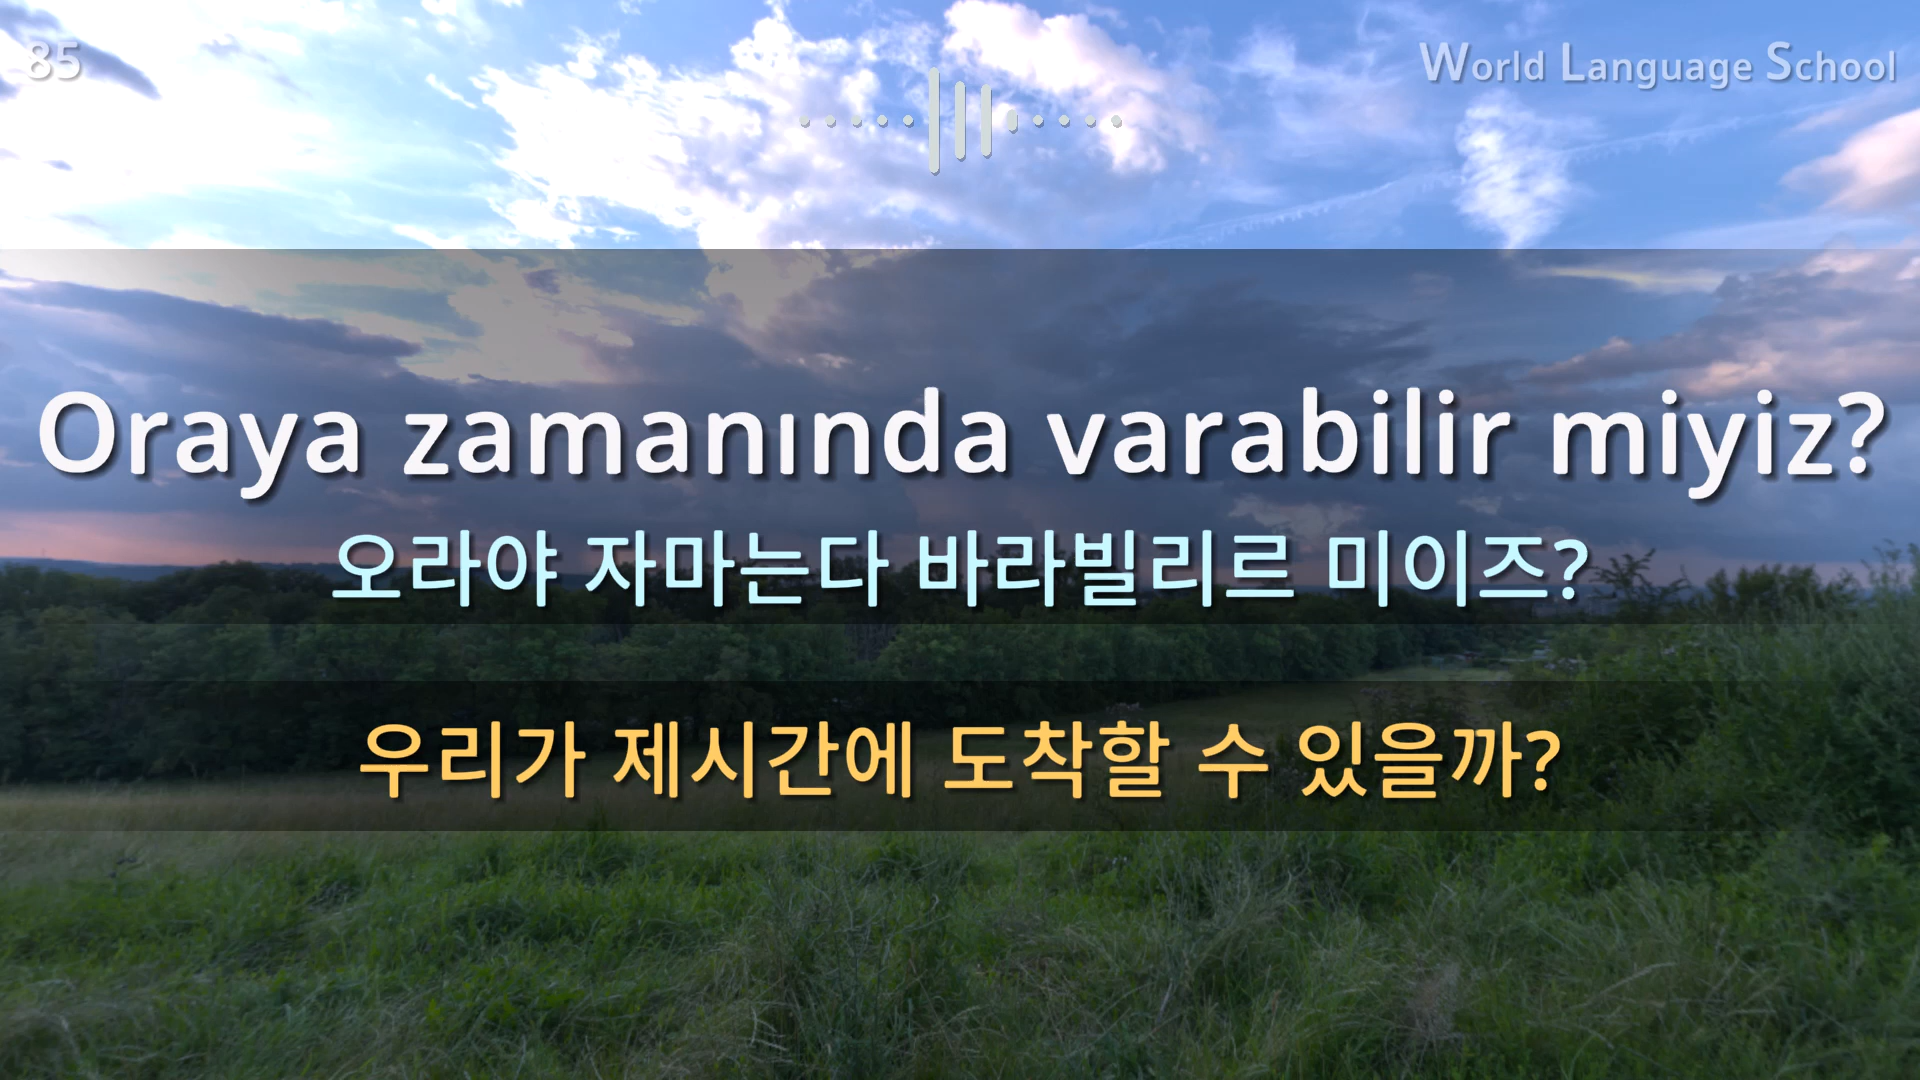 85
World Language School
Oraya zamanında varabilir miyiz?
오라야 자마는다 바라빌리르 미이즈?
우리가 제시간에 도착할 수 있을까?